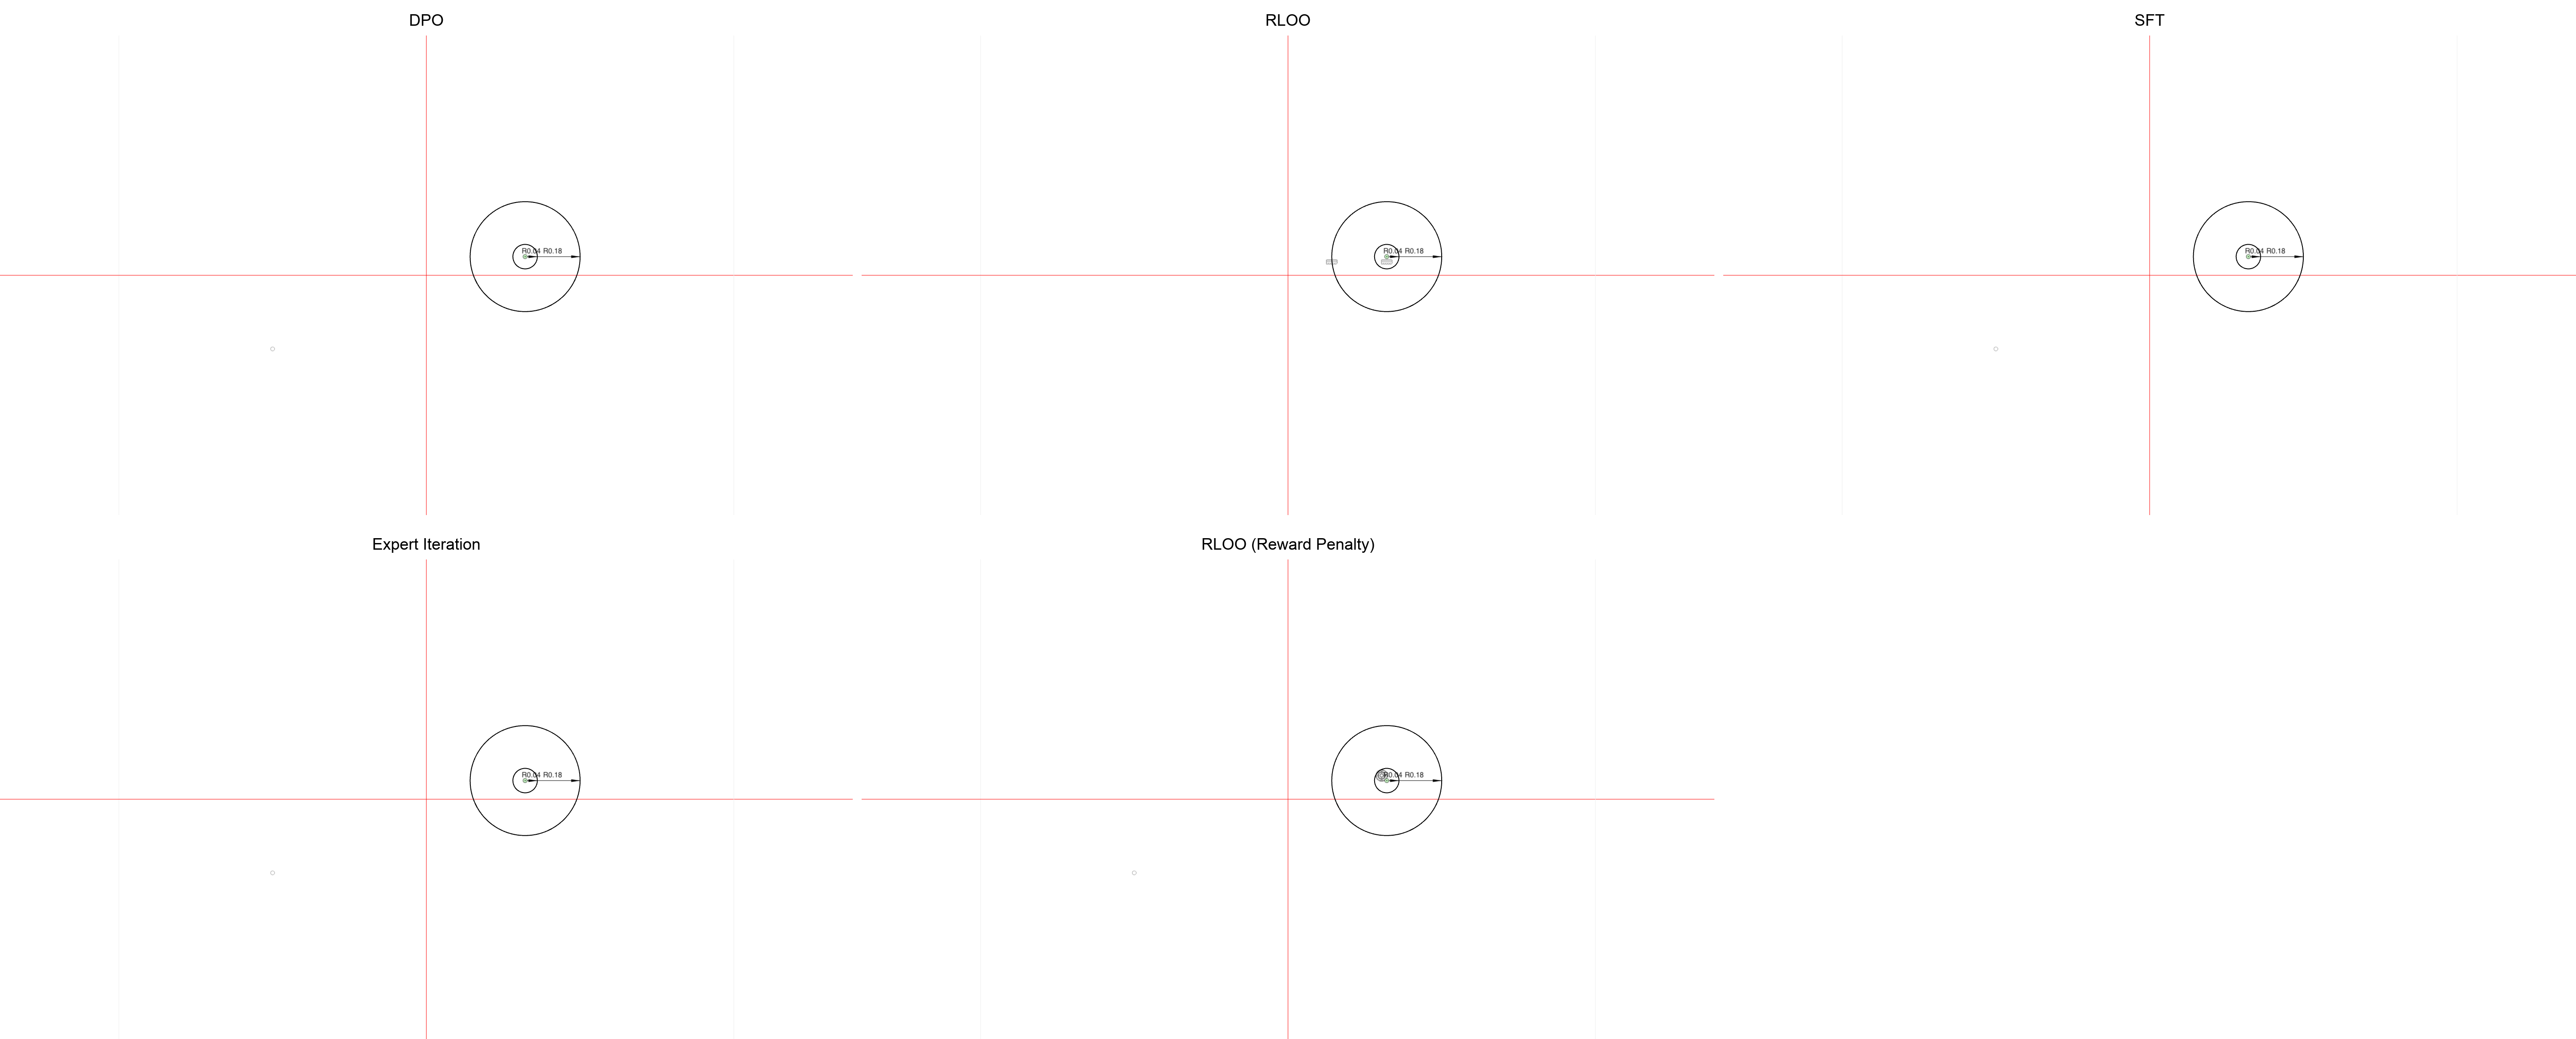 DPO
R0.04 R0.18
RLOO
R0.04 R0.18
SFT
R0.04 R0.18
Expert Iteration
R0.04 R0.18
RLOO (Reward Penalty)
R0.04 R0.18